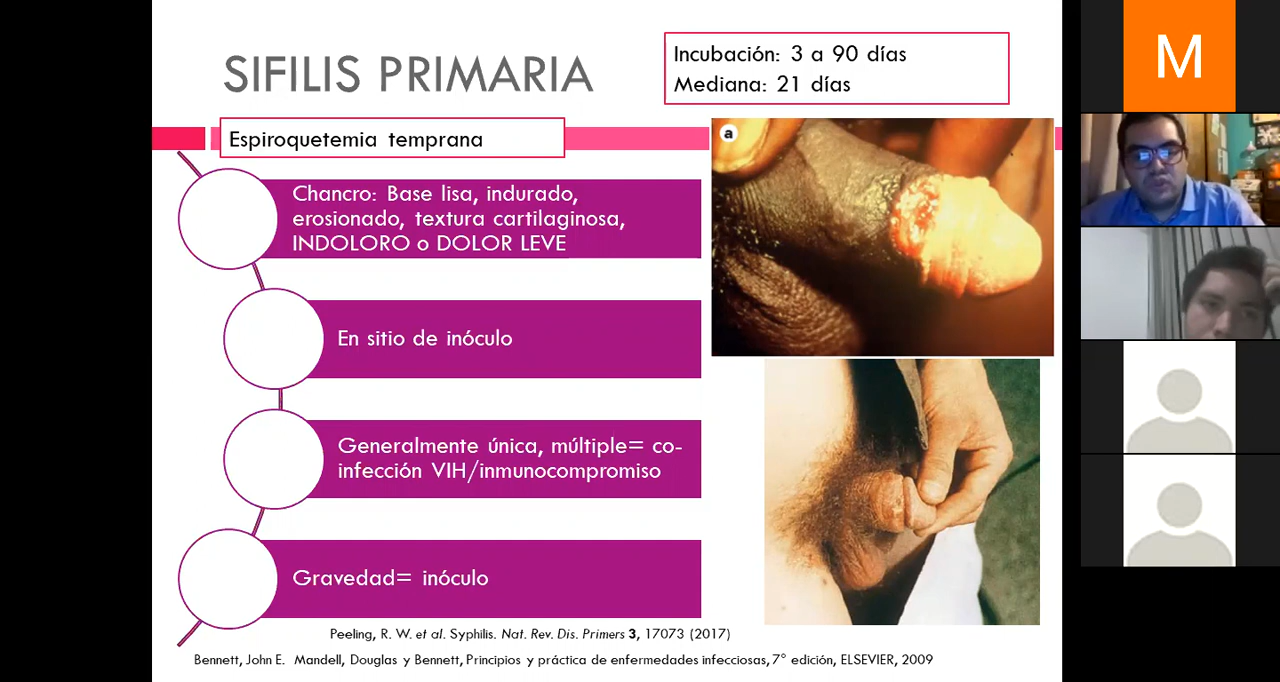 SIFILIS PRIMARIA
Incubación: 3 a 90 días
Mediana: 21 días
Espiroquetemia temprana
a
Chancro: Base lisa, indurado,
erosionado, textura cartilaginosa,
INDOLORO o DOLOR LEVE
En sitio de inóculo
Generalmente única, múltiple= co-
infección VIH/inmunocompromiso
Gravedad= inóculo
Peeling, R. W. et al. Syphilis. Nat. Rev. Dis. Primers 3, 17073 (2017)
Bennett, John E. Mandell, Douglas y Bennett, Principios y práctica de enfermedades infecciosas, 7° edición, ELSEVIER, 2009
M